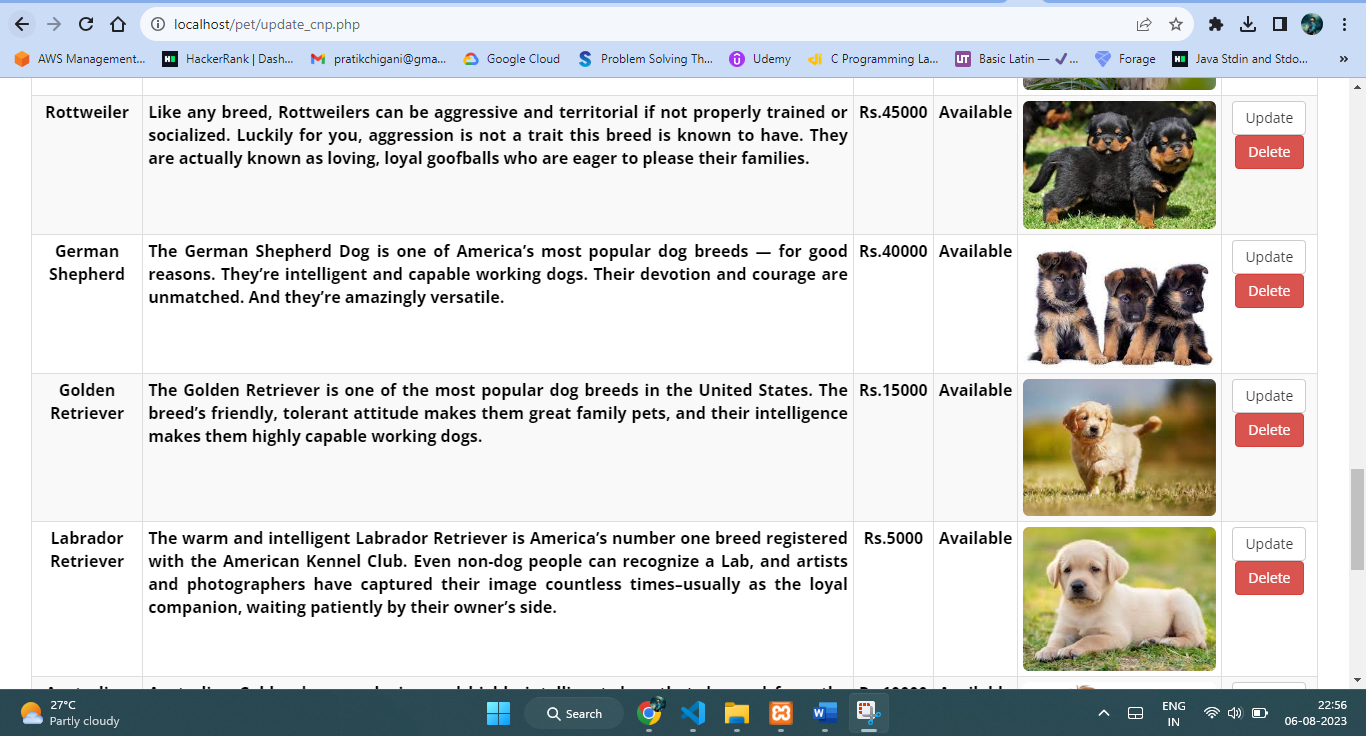 localhost/pet/update_cnp.php
AWS Management... HackerRank | Dash... pratikchigani@gma... Google Cloud Problem Solving Th... Udemy C Programming La... Basic Latin — ✓... Forage Java Stdin and Stdo... »
Rottweiler
Like any breed, Rottweilers can be aggressive and territorial if not properly trained or
socialized. Luckily for you, aggression is not a trait this breed is known to have. They
are actually known as loving, loyal goofballs who are eager to please their families.
Rs.45000
Available
Update
Delete
German
Shepherd
The German Shepherd Dog is one of America’s most popular dog breeds — for good
reasons. They’re intelligent and capable working dogs. Their devotion and courage are
unmatched. And they’re amazingly versatile.
Rs.40000
Available
Update
Delete
Golden
Retriever
The Golden Retriever is one of the most popular dog breeds in the United States. The
breed’s friendly, tolerant attitude makes them great family pets, and their intelligence
makes them highly capable working dogs.
Rs.15000
Available
Update
Delete
Labrador
Retriever
The warm and intelligent Labrador Retriever is America’s number one breed registered
with the American Kennel Club. Even non-dog people can recognize a Lab, and artists
and photographers have captured their image countless times–usually as the loyal
companion, waiting patiently by their owner’s side.
Rs.5000
Available
Update
Delete
27°C
Partly cloudy
Search
ENG
IN
22:56
06-08-2023